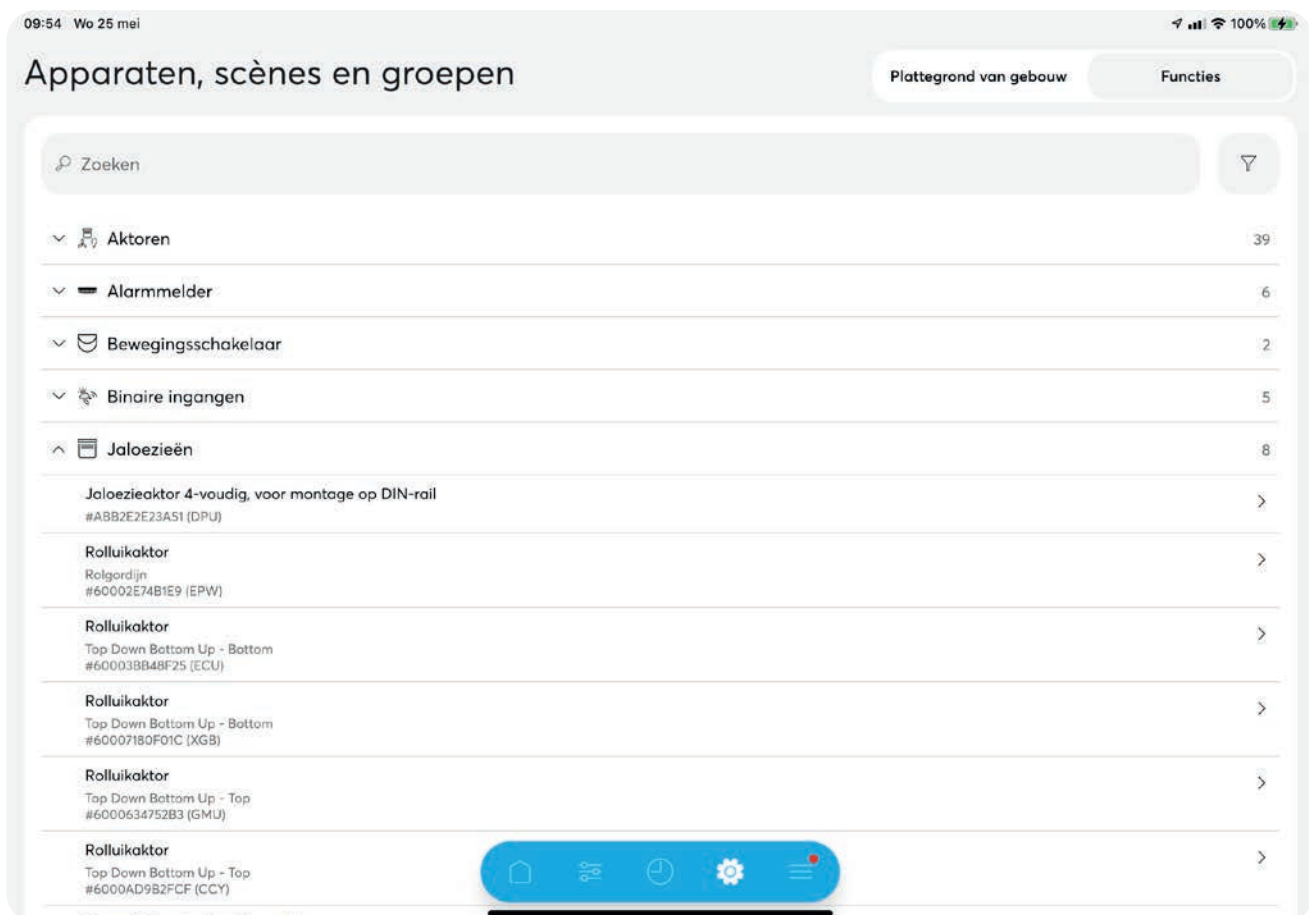 09:54 Wo 25 mei
100%
Apparaten, scènes en groepen
Plattegrond van gebouw
Functies
Zoeken
Aktoren
39
Alarmmelder
6
Bewegingsschakelaar
2
Binaire ingangen
5
Jaloezieën
8
Jaloezieaktor 4-voudig, voor montage op DIN-rail
#ABB2E2E23A51 (DPU)
Rolluikaktor
Rolgordijn
#60002E74B1E9 (EPW)
Rolluikaktor
Top Down Bottom Up - Bottom
#60003BB48F25 (ECU)
Rolluikaktor
Top Down Bottom Up - Bottom
#60007180F01C (XGB)
Rolluikaktor
Top Down Bottom Up - Top
#6000634752B3 (GMU)
Rolluikaktor
Top Down Bottom Up - Top
#6000AD9B2FCF (CCY)